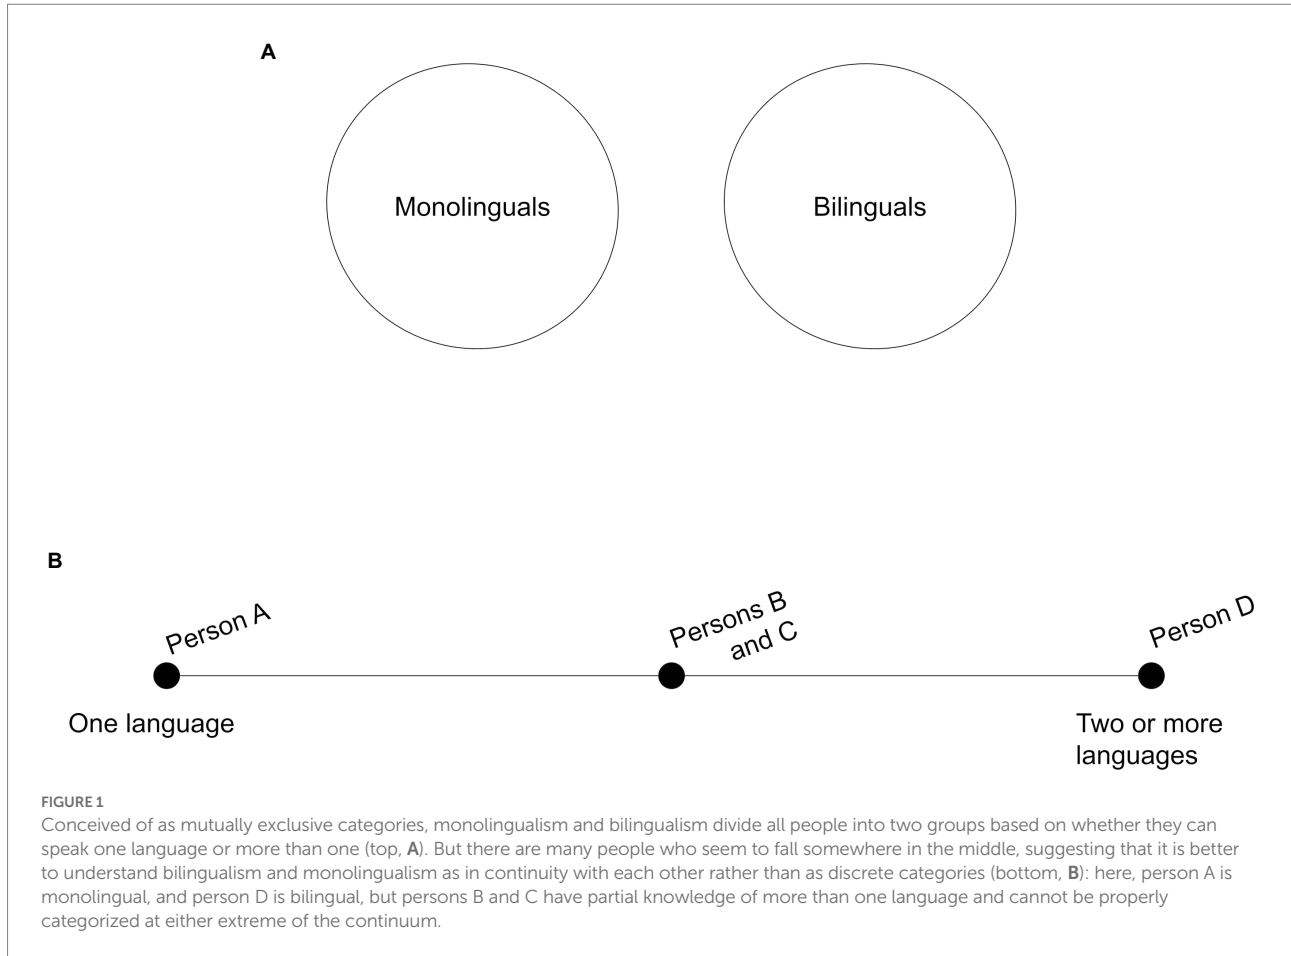 A
Monolinguals
Bilinguals
B
Person A
Persons B
and C
Person D
One language
Two or more
languages
FIGURE 1
Conceived of as mutually exclusive categories, monolingualism and bilingualism divide all people into two groups based on whether they can
speak one language or more than one (top, A). But there are many people who seem to fall somewhere in the middle, suggesting that it is better
to understand bilingualism and monolingualism as in continuity with each other rather than as discrete categories (bottom, B): here, person A is
monolingual, and person D is bilingual, but persons B and C have partial knowledge of more than one language and cannot be properly
categorized at either extreme of the continuum.